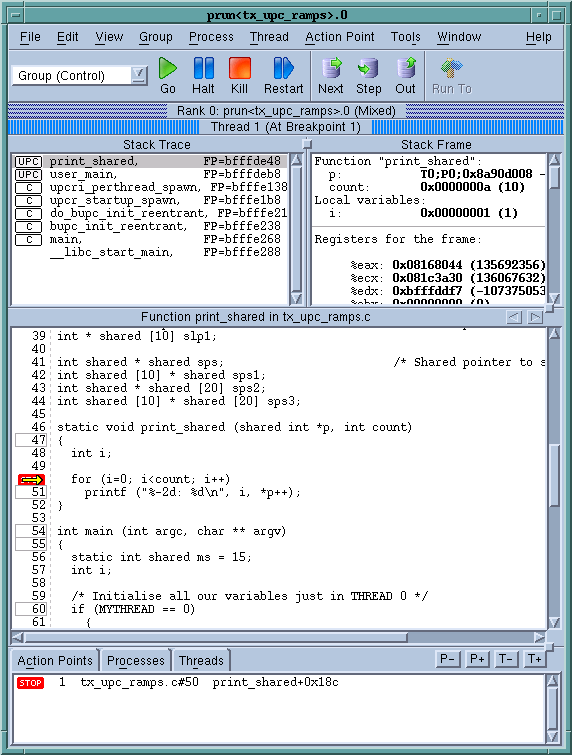 prun<tx_upc_ramps>.0
File Edit View Group Process Thread Action Point Tools Window Help
Group (Control) Go Halt Kill Restart Next Step Out Run To
Rank 0: prun<tx_upc_ramps>.0 (Mixed)
Thread 1 (At Breakpoint 1)
Stack Trace
UPC print_shared, FP=bfffde48
UPC user_main, FP=bfffdeb8
C upcri_perthread_spawn, FP=bfffe138
C upcr_startup_spawn, FP=bfffe1b8
C do_bupc_init_reentrant, FP=bfffe21
C bupc_init_reentrant, FP=bfffe238
C main, FP=bfffe268
__libc_start_main, FP=bfffe288
Stack Frame
Function "print_shared":
p: T0;P0;0x8a90d008 -
count: 0x0000000a (10)
Local variables:
i: 0x00000001 (1)
Registers for the frame:
%eax: 0x08168044 (135692356)
%ecx: 0x081c3a30 (136067632)
%edx: 0xbfffddf7 (-107375053
%ebx: 0x00000000 (0)
Function print_shared in tx_upc_ramps.c
39 int * shared [10] slp1;
40
41 int shared * shared sps; /* Shared pointer to s
42 int shared [10] * shared sps1;
43 int shared * shared [20] sps2;
44 int shared [10] * shared [20] sps3;
45
46 static void print_shared (shared int *p, int count)
47 {
48 int i;
49
for (i=0; i<count; i++)
51 printf ("%-2d: %d\n", i, *p++);
52 }
53
54 int main (int argc, char ** argv)
55 {
56 static int shared ms = 15;
57 int i;
58
59 /* Initialise all our variables just in THREAD 0 */
60 if (MYTHREAD == 0)
61 {
Action Points Processes Threads P- P+ T- T+
STOP 1 tx_upc_ramps.c#50 print_shared+0x18c